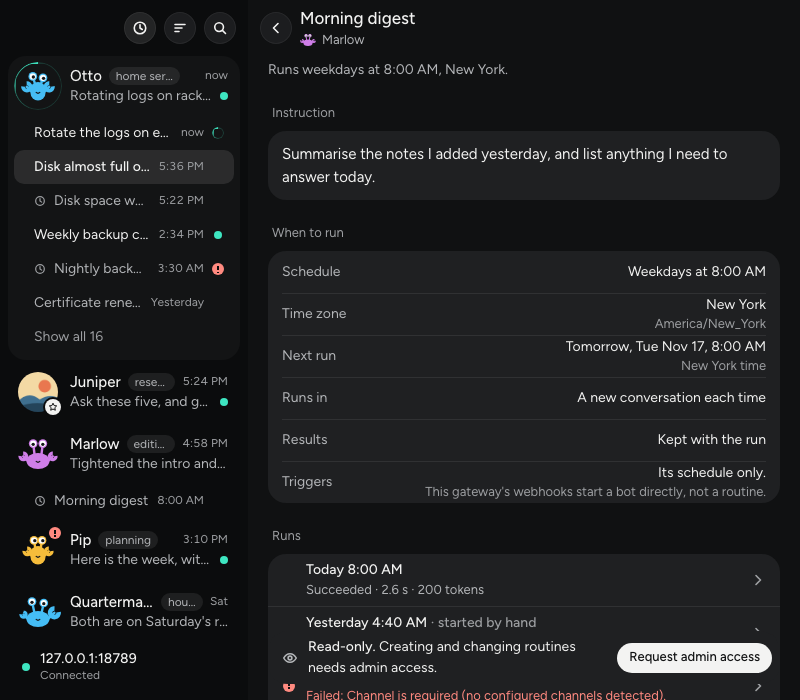 Otto home ser... now
Rotating logs on rack...
Rotate the logs on e... now
Disk almost full o... 5:36 PM
Disk space w... 5:22 PM
Weekly backup c... 2:34 PM
Nightly back... 3:30 AM
Certificate rene... Yesterday
Show all 16
Juniper rese... 5:24 PM
Ask these five, and g...
Marlow editi... 4:58 PM
Tightened the intro and...
Morning digest 8:00 AM
Pip planning 3:10 PM
Here is the week, wit...
Quarterma... hou... Sat
Both are on Saturday's r...
127.0.0.1:18789
Connected
Morning digest
Marlow
Runs weekdays at 8:00 AM, New York.
Instruction
Summarise the notes I added yesterday, and list anything I need to
answer today.
When to run
Schedule Weekdays at 8:00 AM
Time zone New York
America/New_York
Next run Tomorrow, Tue Nov 17, 8:00 AM
New York time
Runs in A new conversation each time
Results Kept with the run
Triggers Its schedule only.
This gateway's webhooks start a bot directly, not a routine.
Runs
Today 8:00 AM
Succeeded · 2.6 s · 200 tokens
Yesterday 4:40 AM · started by hand
Read-only. Creating and changing routines
needs admin access.
Request admin access
Failed: Channel is required (no configured channels detected).